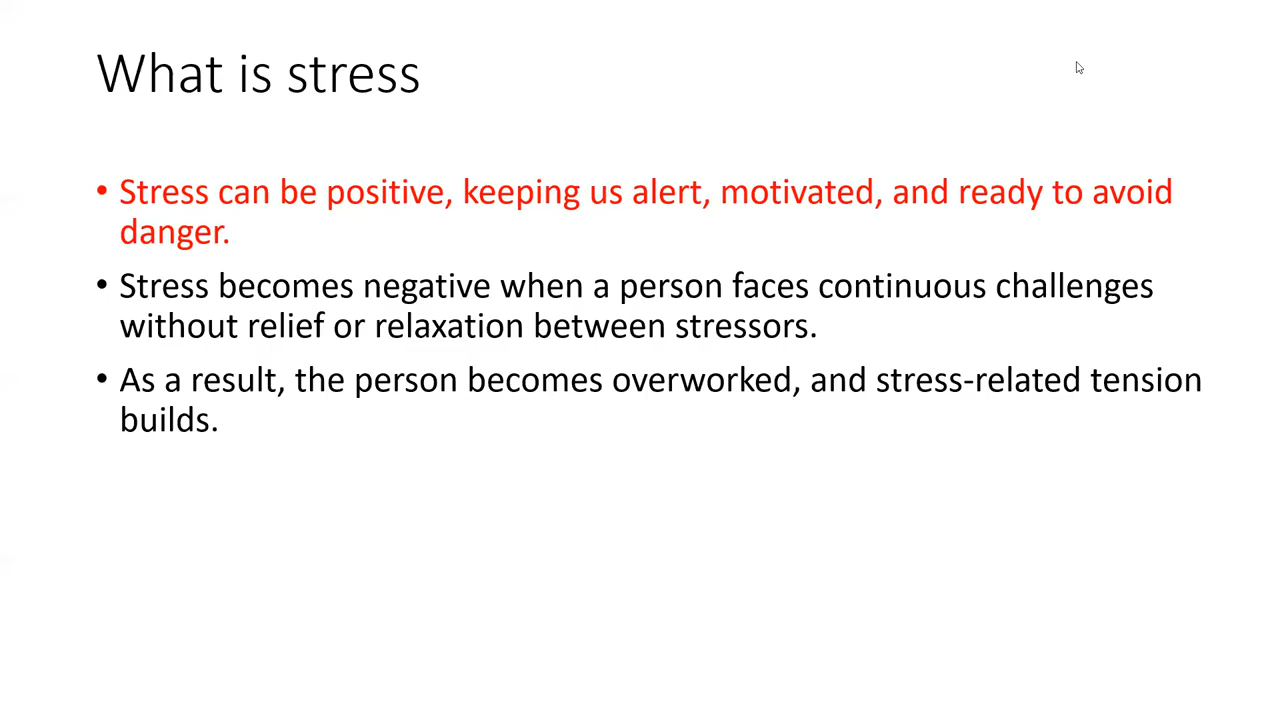 What is stress
• Stress can be positive, keeping us alert, motivated, and ready to avoid
danger.
• Stress becomes negative when a person faces continuous challenges
without relief or relaxation between stressors.
• As a result, the person becomes overworked, and stress-related tension
builds.